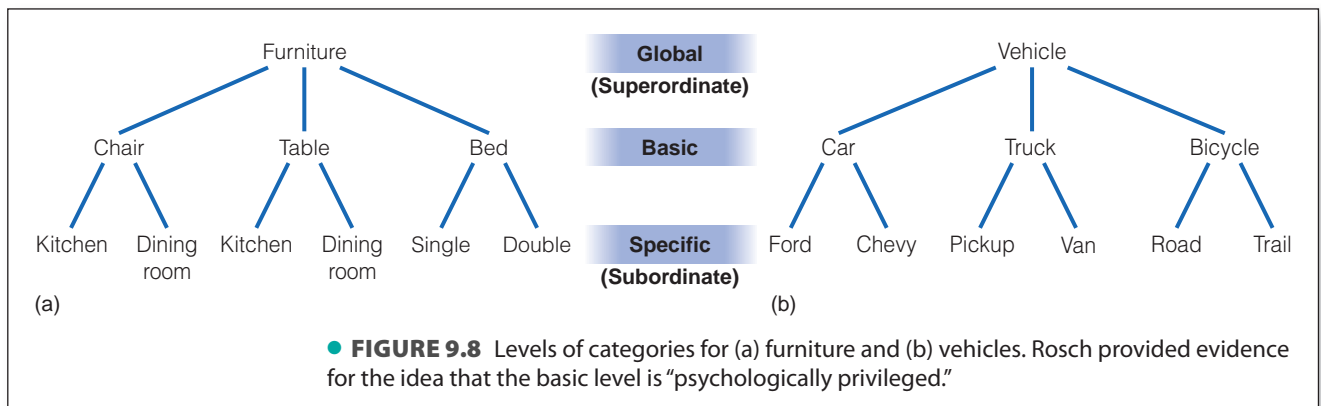 Furniture Global Vehicle
(Superordinate)
Chair Table Bed Basic Car Truck Bicycle
Kitchen Dining room Kitchen Dining room Single Double Specific Ford Chevy Pickup Van Road Trail
(Subordinate)
(a) (b)
● FIGURE 9.8 Levels of categories for (a) furniture and (b) vehicles. Rosch provided evidence
for the idea that the basic level is “psychologically privileged.”